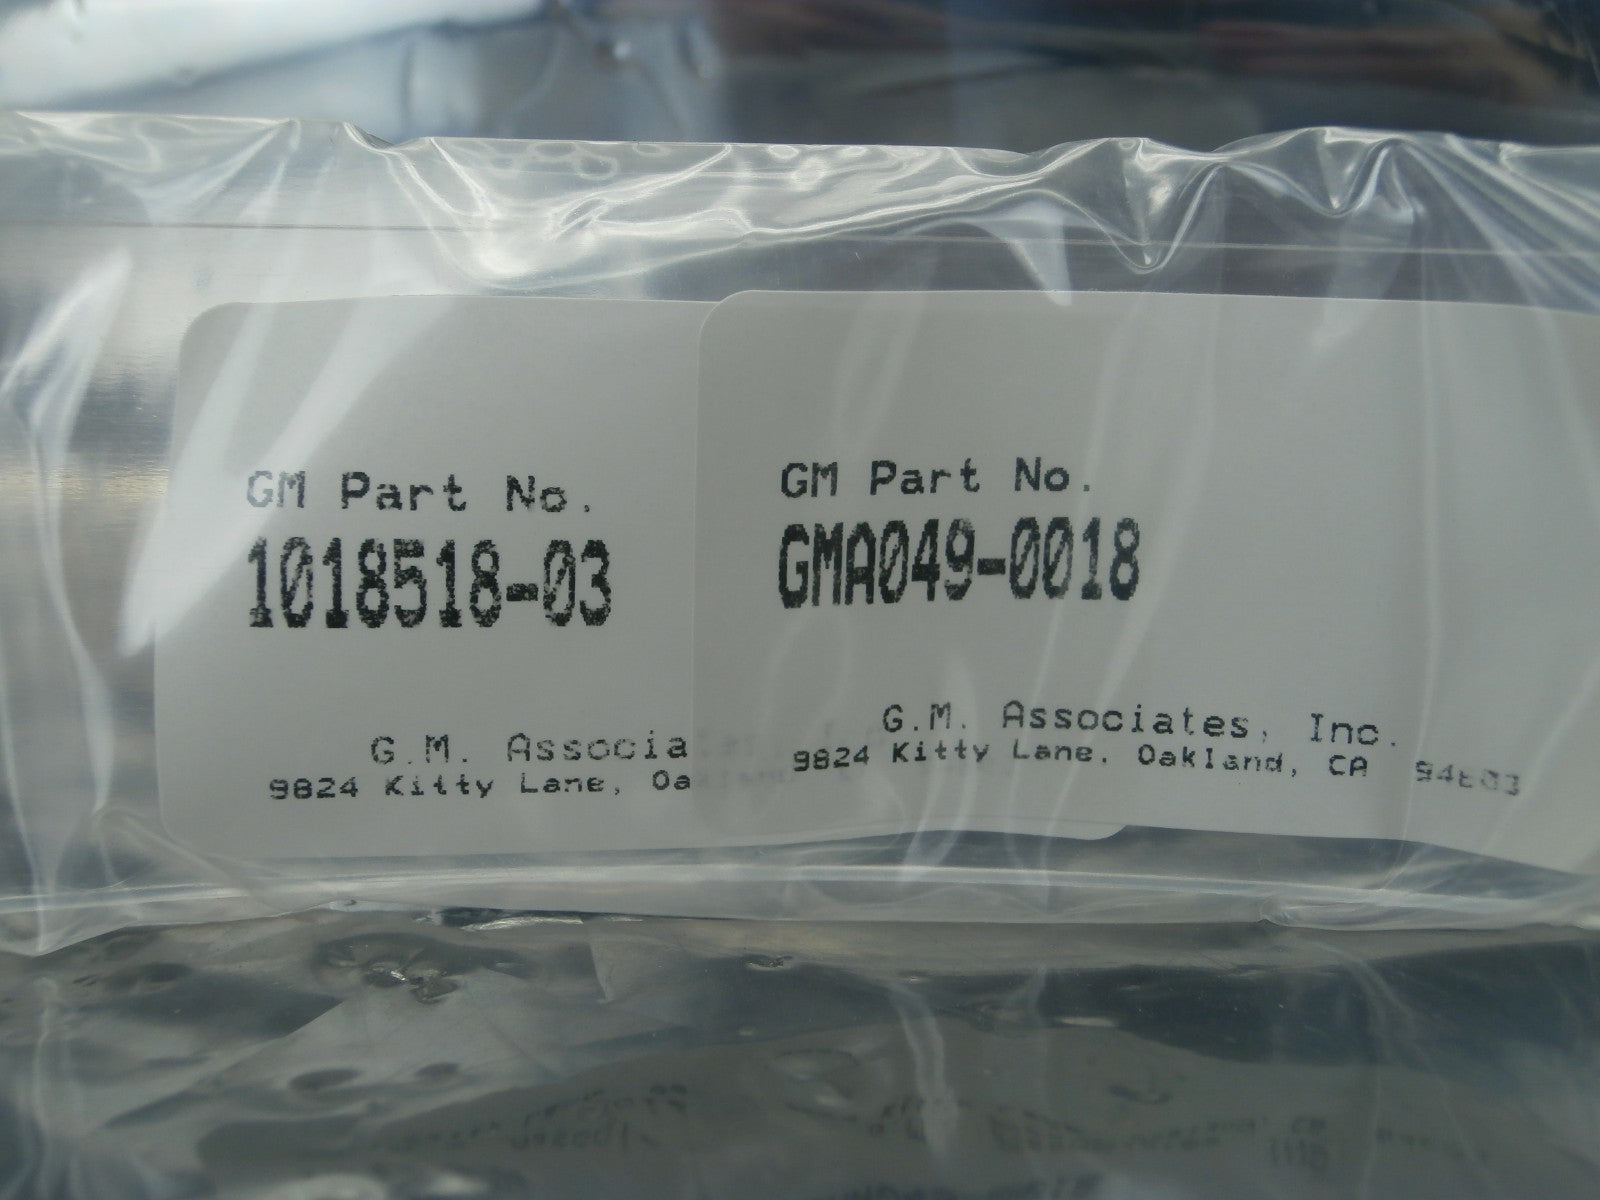 GM Part No.
1018518-03
G.M. Associa
9824 Kitty Lane, Oa
GM Part No.
GMA049-0018
G.M. Associates, Inc.
9824 Kitty Lane, Oakland, CA 94603